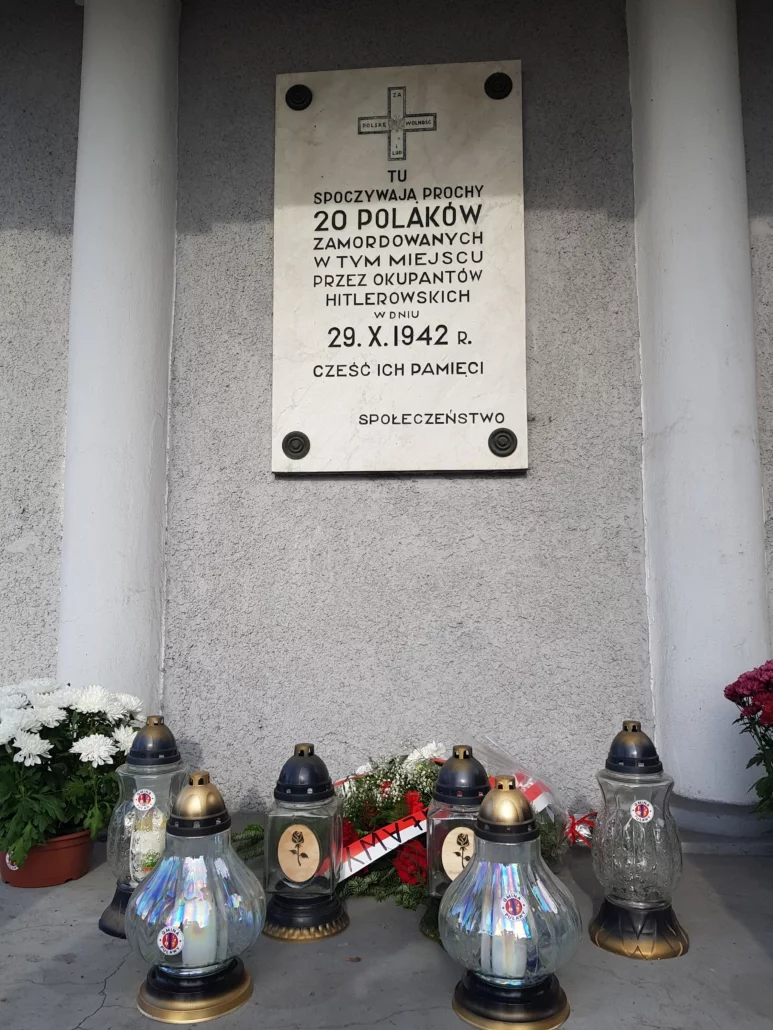 ZA
POLSKĘ WOLNOŚĆ
I
LUD
TU
SPOCZYWAJĄ PROCHY
20 POLAKÓW
ZAMORDOWANYCH
W TYM MIEJSCU
PRZEZ OKUPANTÓW
HITLEROWSKICH
W DNIU
29. X. 1942 R.
CZEŚĆ ICH PAMIĘCI
SPOŁECZEŃSTWO
GMINA